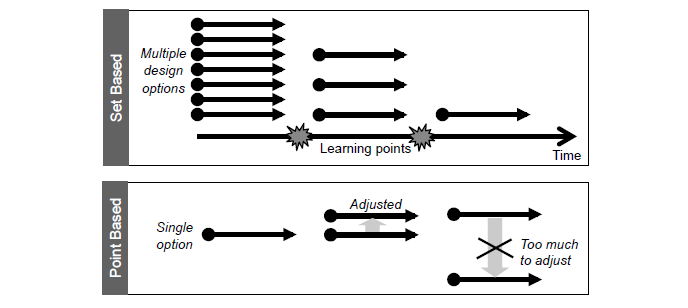 Set Based
Multiple
design
options
Learning points
Time
Point Based
Single
option
Adjusted
Too much
to adjust